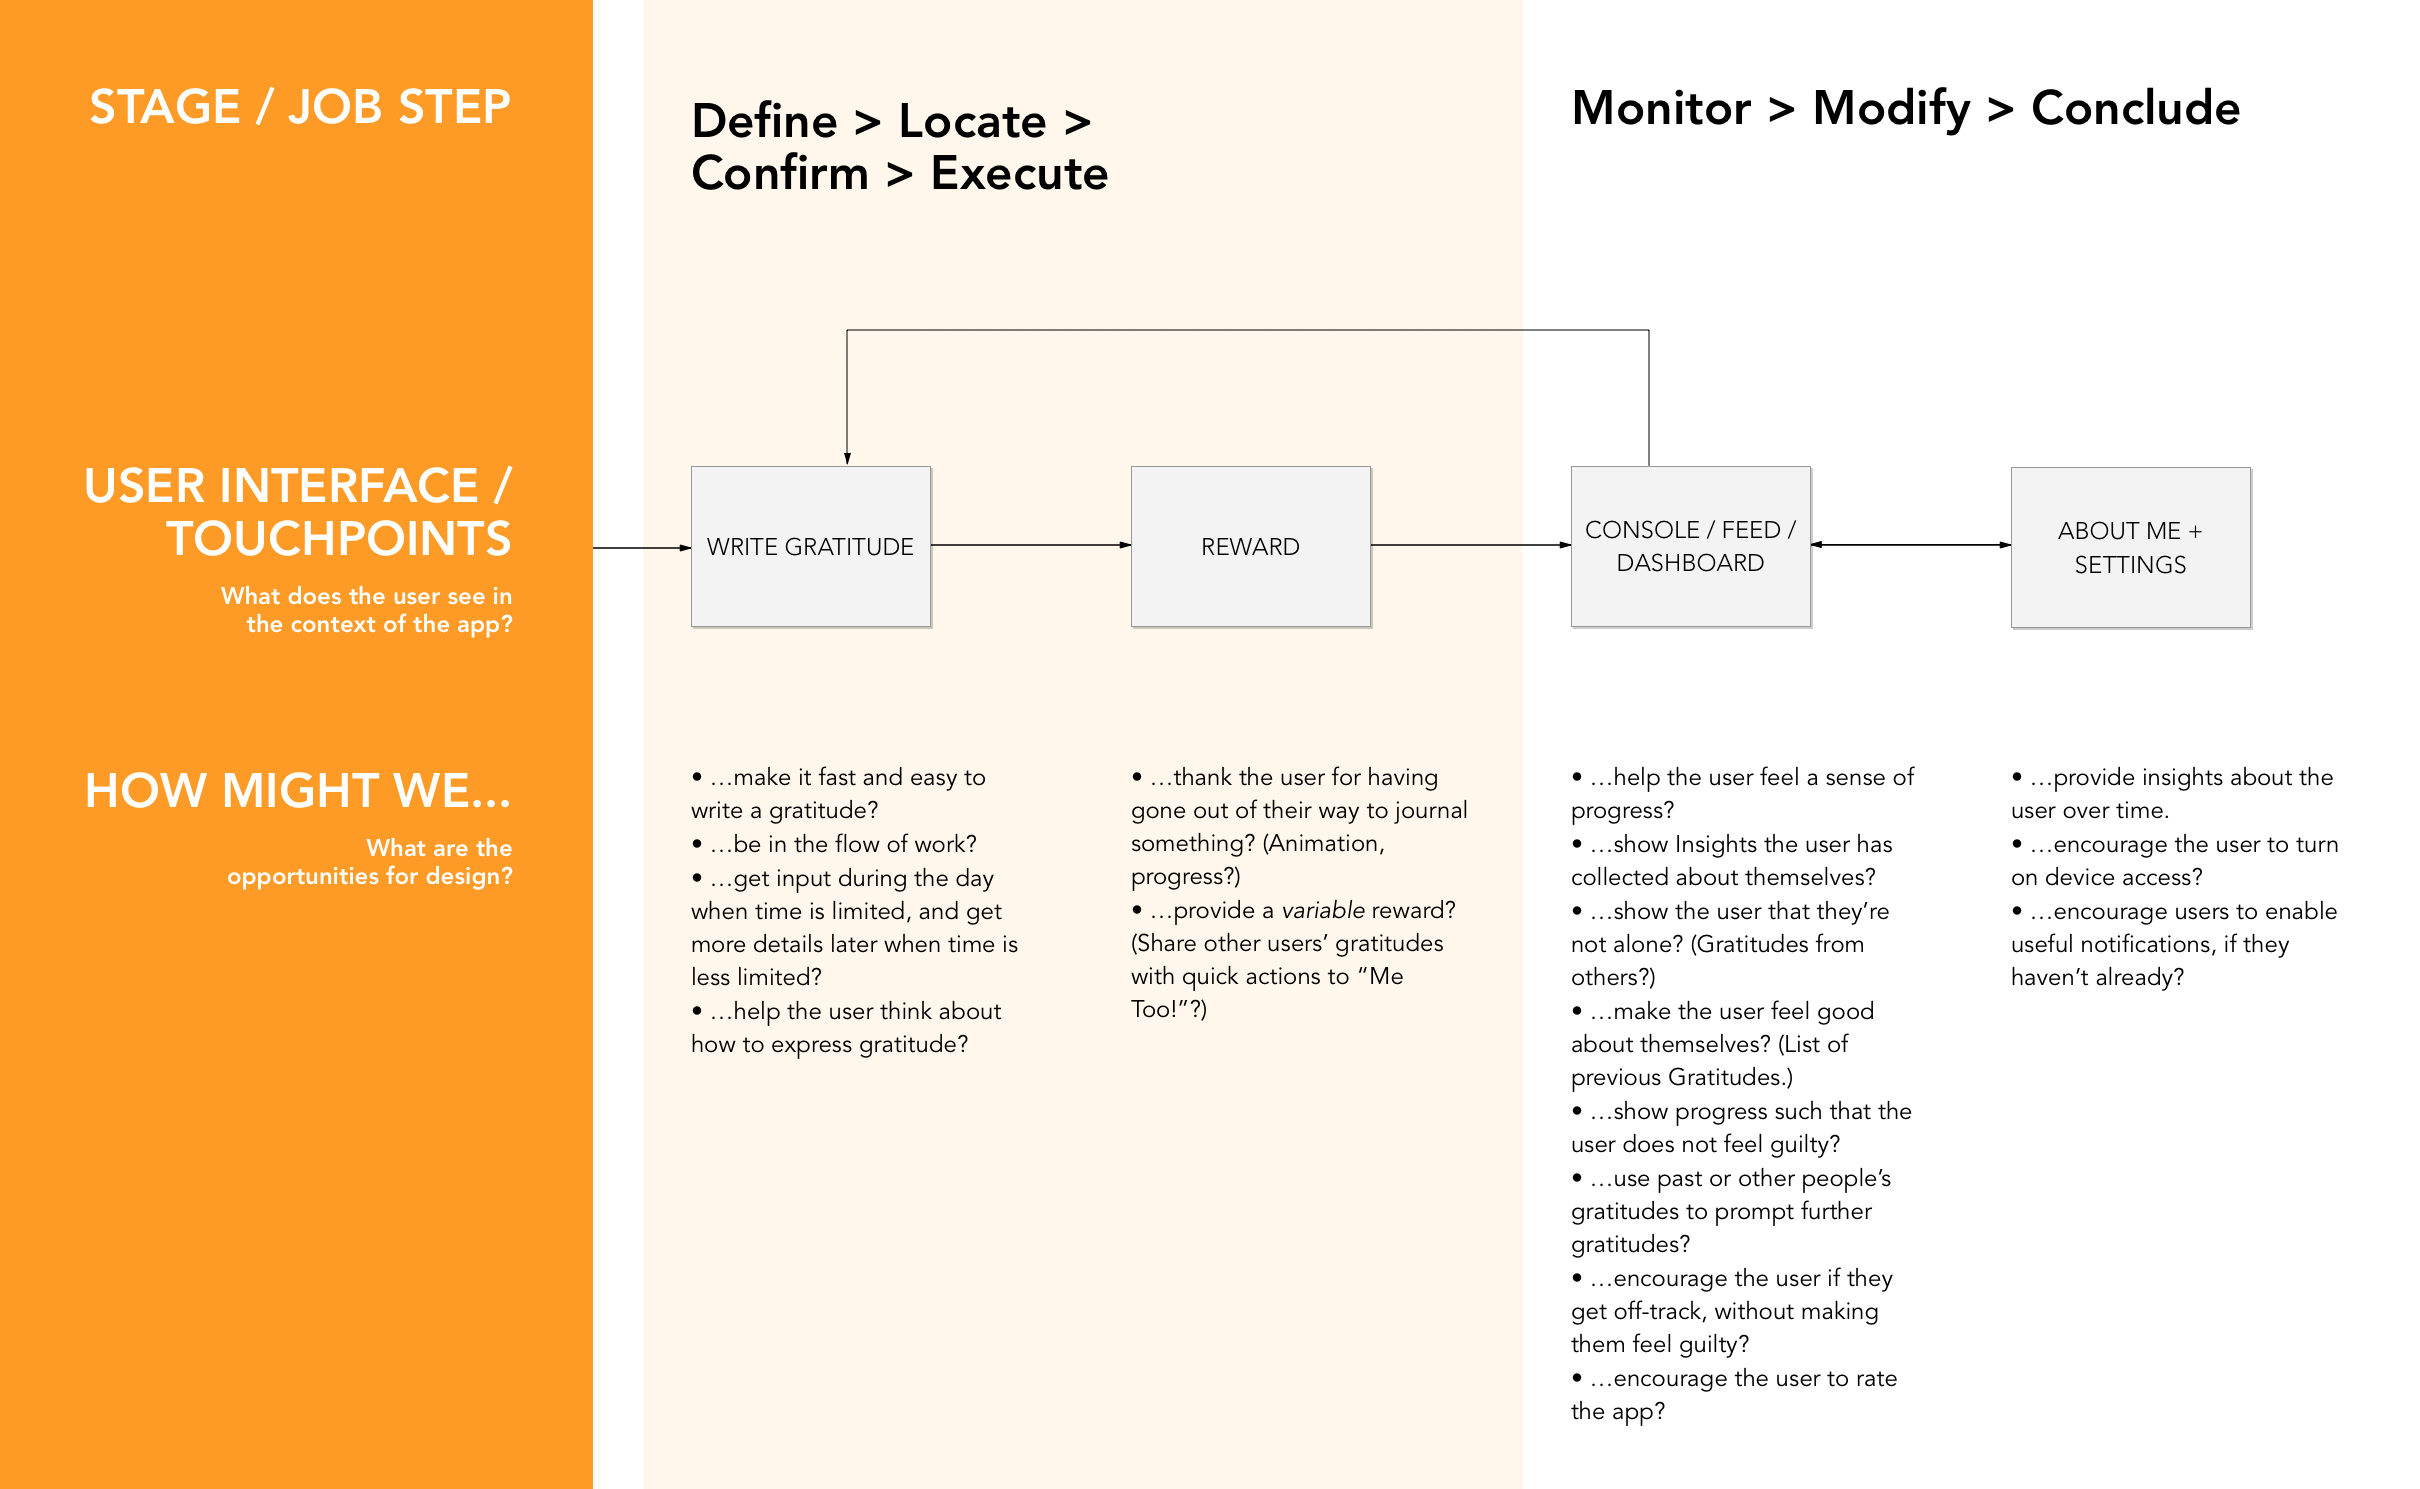 STAGE / JOB STEP
Define > Locate >
Confirm > Execute
Monitor > Modify > Conclude
USER INTERFACE /
TOUCHPOINTS
What does the user see in
the context of the app?
WRITE GRATITUDE
REWARD
CONSOLE / FEED /
DASHBOARD
ABOUT ME +
SETTINGS
HOW MIGHT WE...
What are the
opportunities for design?
• …make it fast and easy to
write a gratitude?
• …be in the flow of work?
• …get input during the day
when time is limited, and get
more details later when time is
less limited?
• …help the user think about
how to express gratitude?
• …thank the user for having
gone out of their way to journal
something? (Animation,
progress?)
• …provide a variable reward?
(Share other users’ gratitudes
with quick actions to “Me
Too!”?)
• …help the user feel a sense of
progress?
• …show Insights the user has
collected about themselves?
• …show the user that they’re
not alone? (Gratitudes from
others?)
• …make the user feel good
about themselves? (List of
previous Gratitudes.)
• …show progress such that the
user does not feel guilty?
• …use past or other people’s
gratitudes to prompt further
gratitudes?
• …encourage the user if they
get off-track, without making
them feel guilty?
• …encourage the user to rate
the app?
• …provide insights about the
user over time.
• …encourage the user to turn
on device access?
• …encourage users to enable
useful notifications, if they
haven’t already?